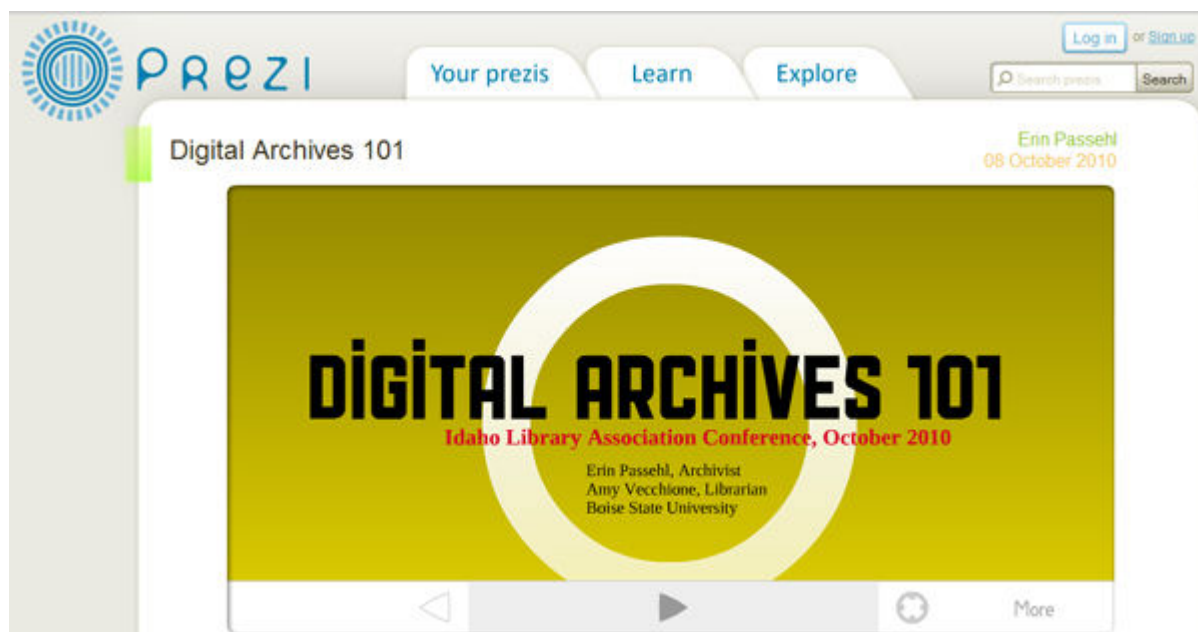 PReZI
Your prezis
Learn
Explore
Log in or Sign up
Search prezis
Search
Digital Archives 101
Erin Passehl
08 October 2010
DiGiTAL ARCHiVES 101
Idaho Library Association Conference, October 2010
Erin Passehl, Archivist
Amy Vecchione, Librarian
Boise State University
More